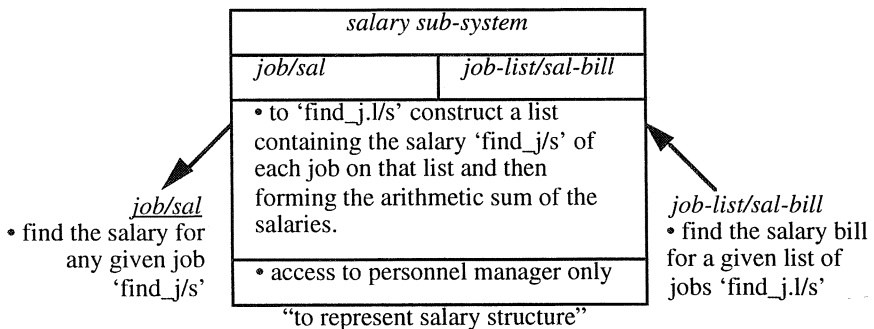 salary sub-system
job/sal
job-list/sal-bill
• to ‘find_j.l/s’ construct a list
containing the salary ‘find_j/s’ of
each job on that list and then
forming the arithmetic sum of the
salaries.
• access to personnel manager only
“to represent salary structure”
job/sal
• find the salary for
any given job
‘find_j/s’
job-list/sal-bill
• find the salary bill
for a given list of
jobs ‘find_j.l/s’